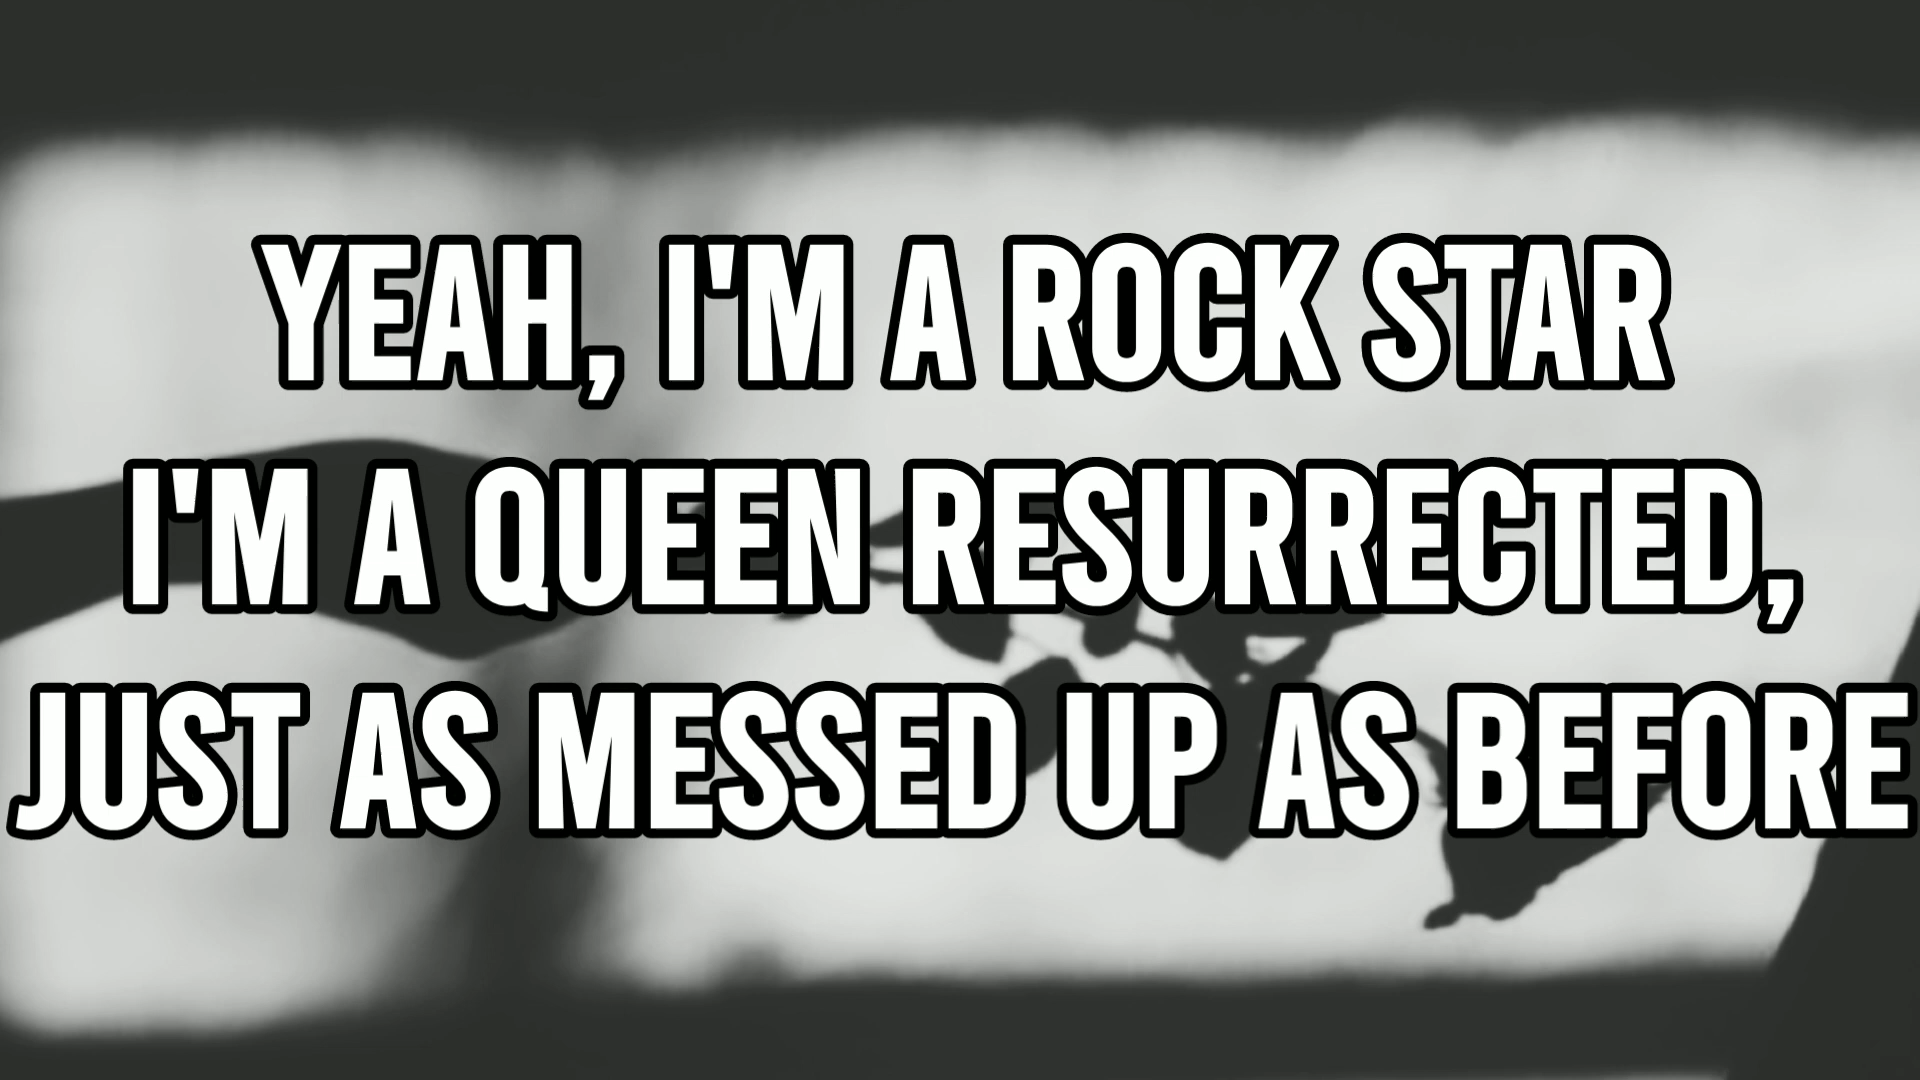 YEAH, I'M A ROCK STAR
I'M A QUEEN RESURRECTED,
JUST AS MESSED UP AS BEFORE